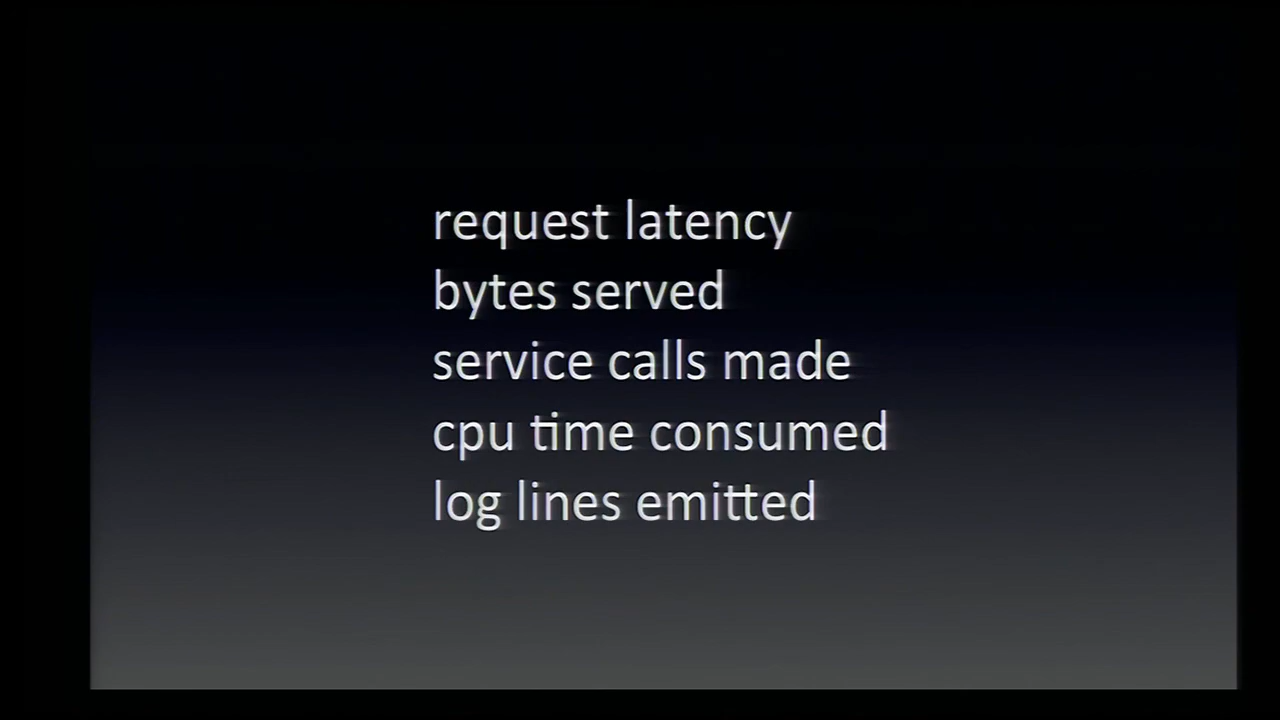 request latency
bytes served
service calls made
cpu time consumed
log lines emitted